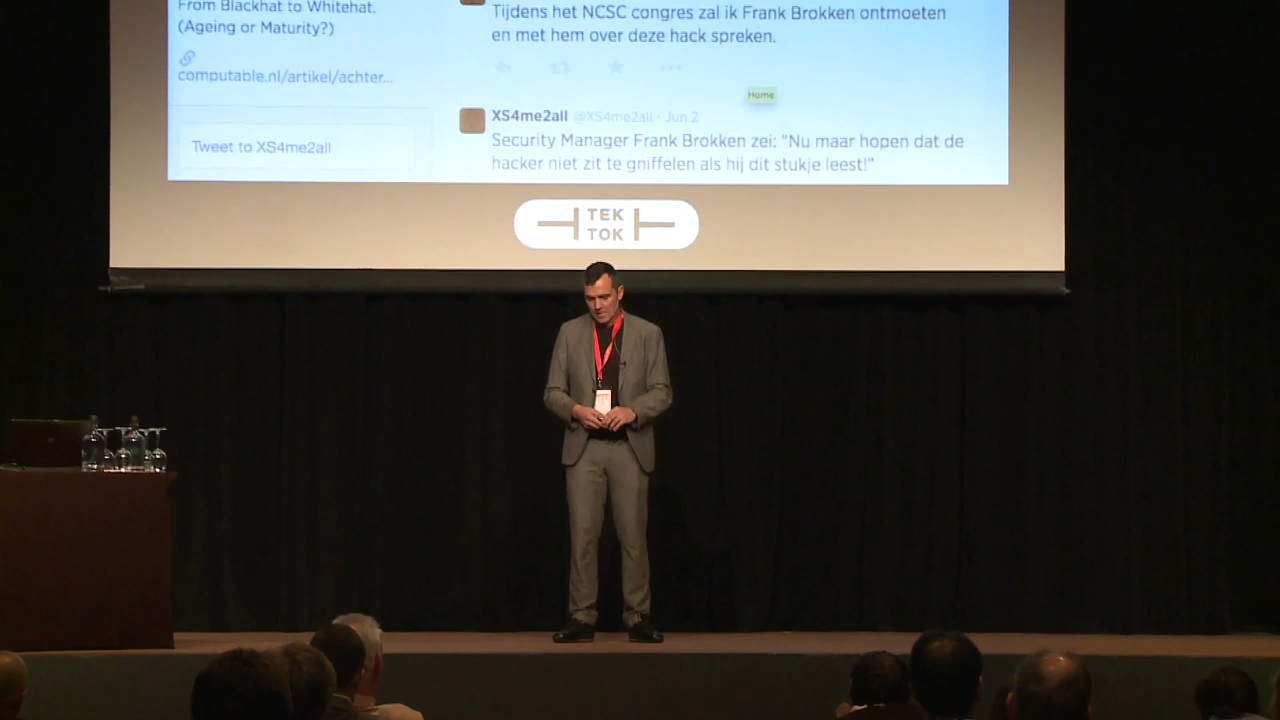 From Blackhat to Whitehat.
(Ageing or Maturity?)
computable.nl/artikel/achter...
Tweet to XS4me2all
Tijdens het NCSC congres zal ik Frank Brokken ontmoeten
en met hem over deze hack spreken.
Home
XS4me2all @XS4me2all · Jun 2
Security Manager Frank Brokken zei: "Nu maar hopen dat de
hacker niet zit te gniffelen als hij dit stukje leest!"
TEK
TOK